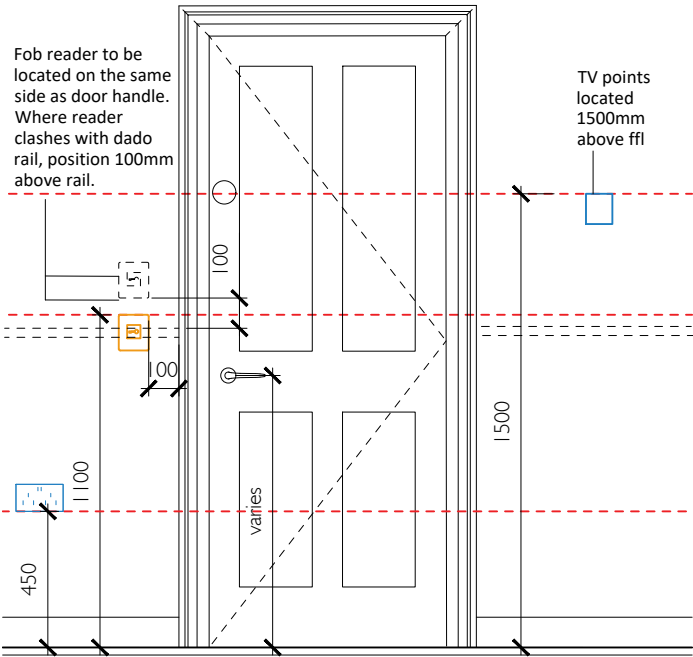 Fob reader to be
located on the same
side as door handle.
Where reader
clashes with dado
rail, position 100mm
above rail.
TV points
located
1500mm
above ffl
100
100
1500
1100
varies
450